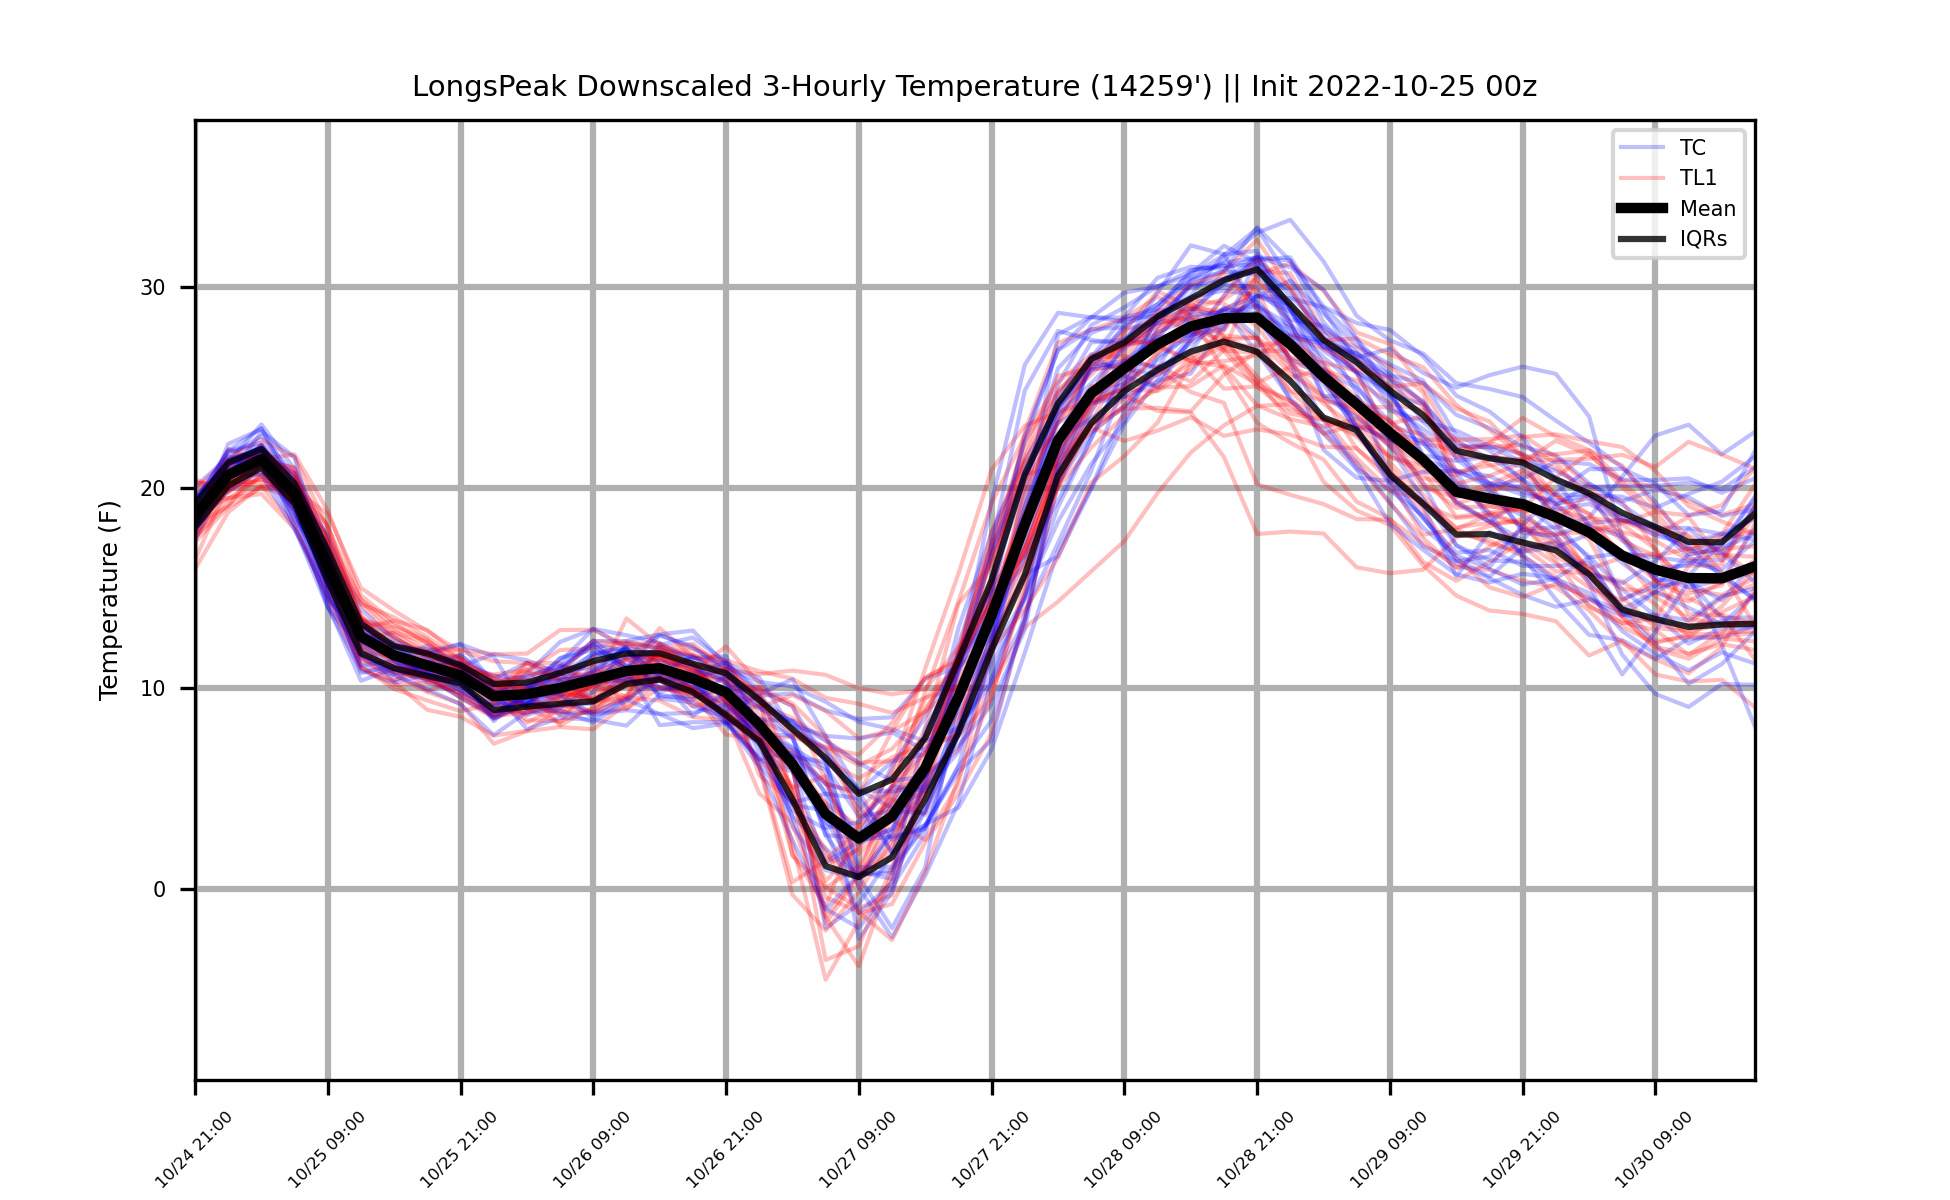 LongsPeak Downscaled 3-Hourly Temperature (14259') || Init 2022-10-25 00z
TC
TL1
Mean
IQRs
Temperature (F)
30
20
10
0
10/24 21:00
10/25 09:00
10/25 21:00
10/26 09:00
10/26 21:00
10/27 09:00
10/27 21:00
10/28 09:00
10/28 21:00
10/29 09:00
10/29 21:00
10/30 09:00